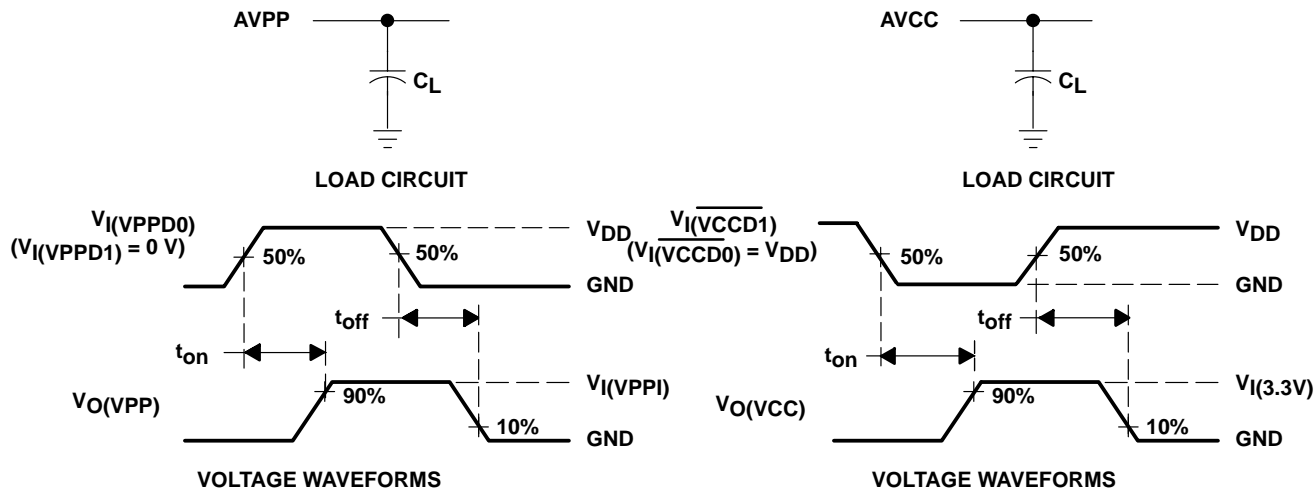 AVPP
CL
LOAD CIRCUIT
VI(VPPD0)
(VI(VPPD1) = 0 V)
50%
50%
VDD
GND
toff
ton
VO(VPP)
90%
10%
VI(VPPI)
GND
VOLTAGE WAVEFORMS
AVCC
CL
LOAD CIRCUIT
VI(V̅C̅C̅D̅1̅)
(VI(V̅C̅C̅D̅0̅) = VDD)
50%
50%
VDD
GND
toff
ton
VO(VCC)
90%
10%
VI(3.3V)
GND
VOLTAGE WAVEFORMS